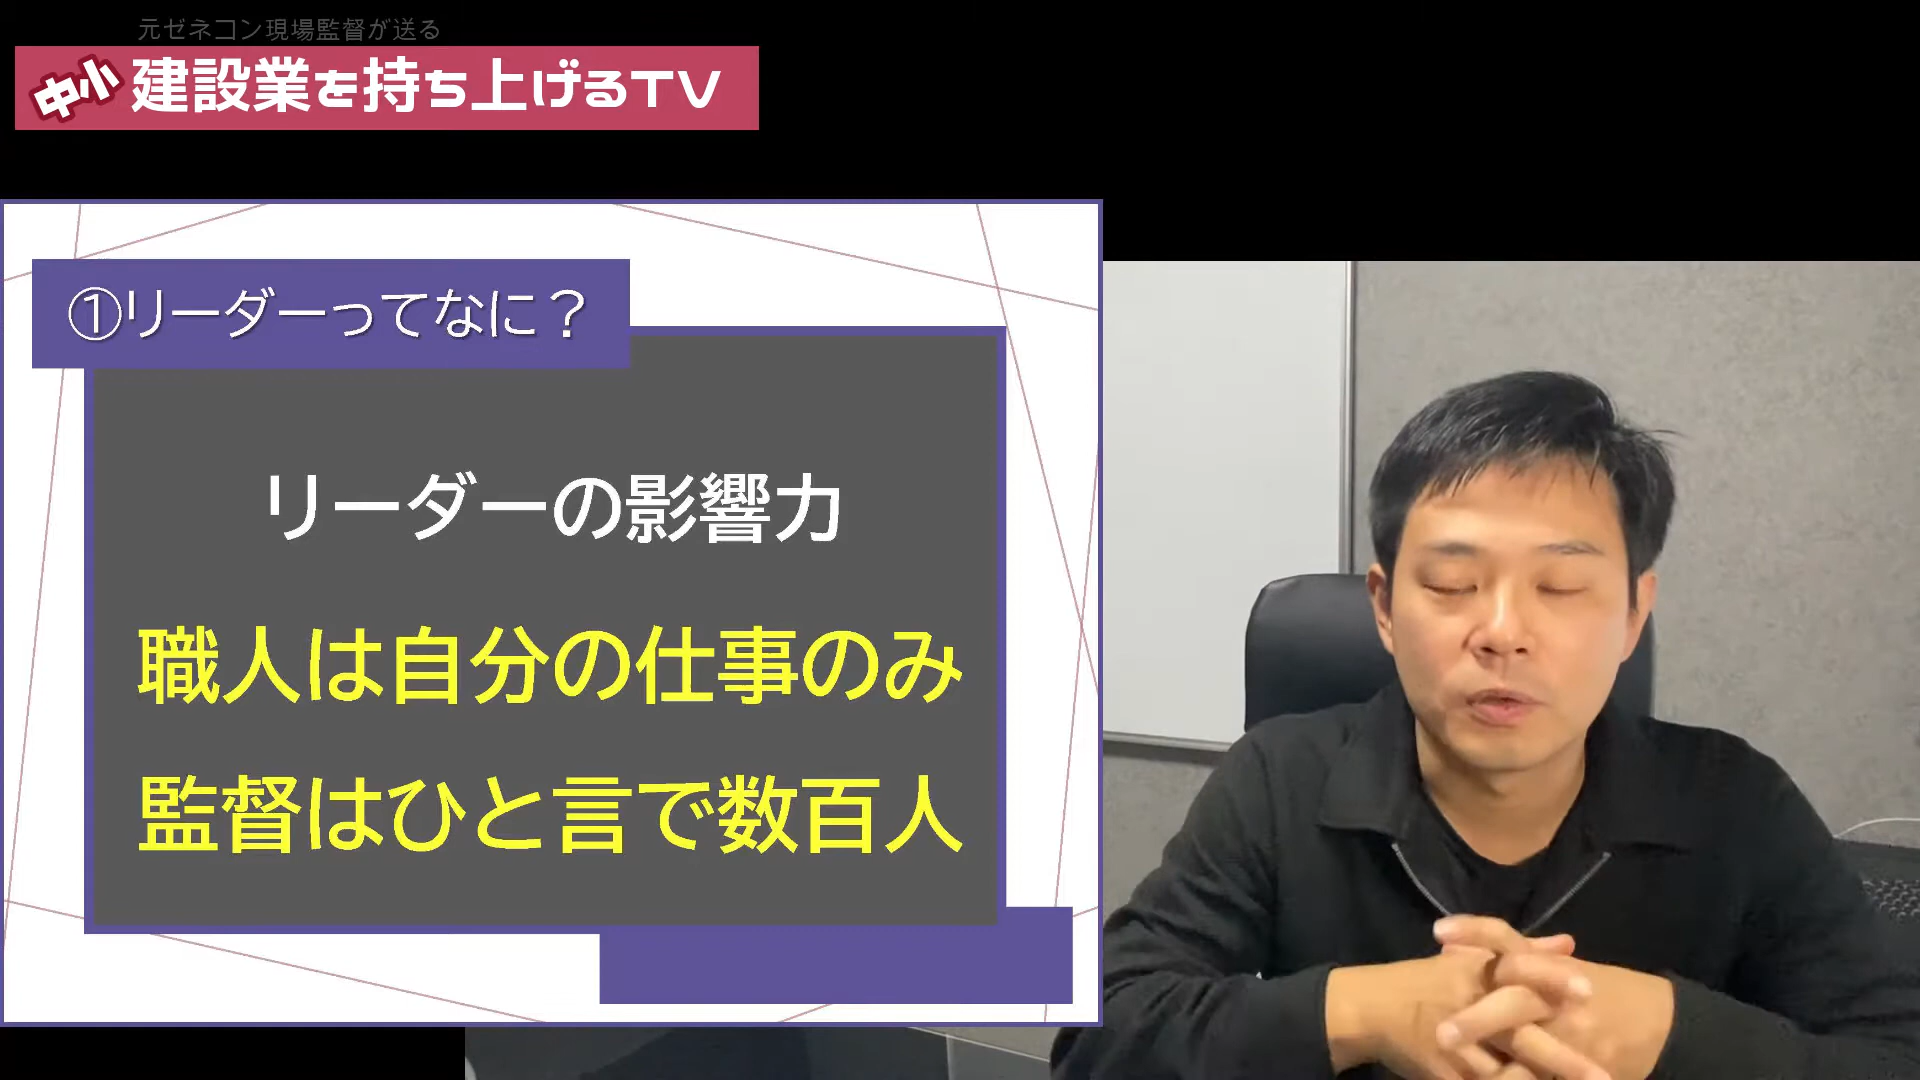 元ゼネコン現場監督が送る
中小建設業を持ち上げるTV
①リーダーってなに？
リーダーの影響力
職人は自分の仕事のみ
監督はひと言で数百人